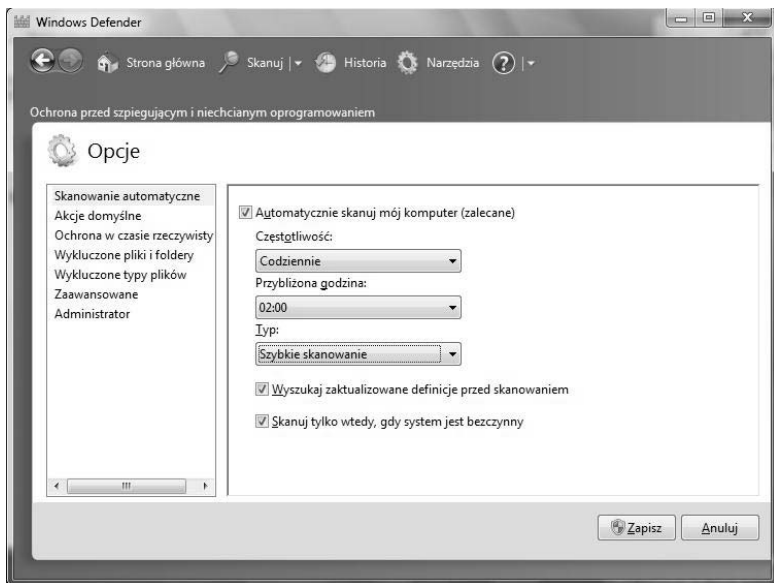 Windows Defender
Strona główna Skanuj Historia Narzędzia ?
Ochrona przed szpiegującym i niechcianym oprogramowaniem
Opcje
Skanowanie automatyczne
Akcje domyślne
Ochrona w czasie rzeczywisty
Wykluczone pliki i foldery
Wykluczone typy plików
Zaawansowane
Administrator
Automatycznie skanuj mój komputer (zalecane)
Częstotliwość:
Codziennie
Przybliżona godzina:
02:00
Typ:
Szybkie skanowanie
Wyszukaj zaktualizowane definicje przed skanowaniem
Skanuj tylko wtedy, gdy system jest bezczynny
Zapisz Anuluj